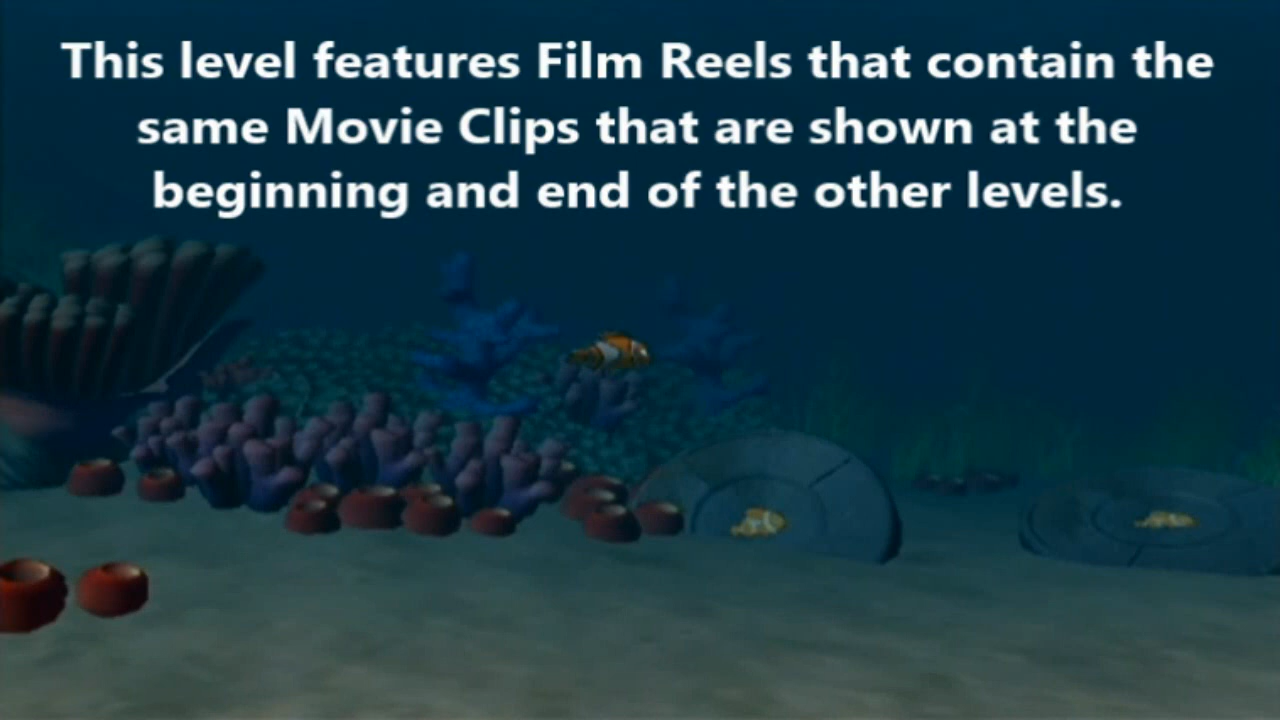 This level features Film Reels that contain the
same Movie Clips that are shown at the
beginning and end of the other levels.